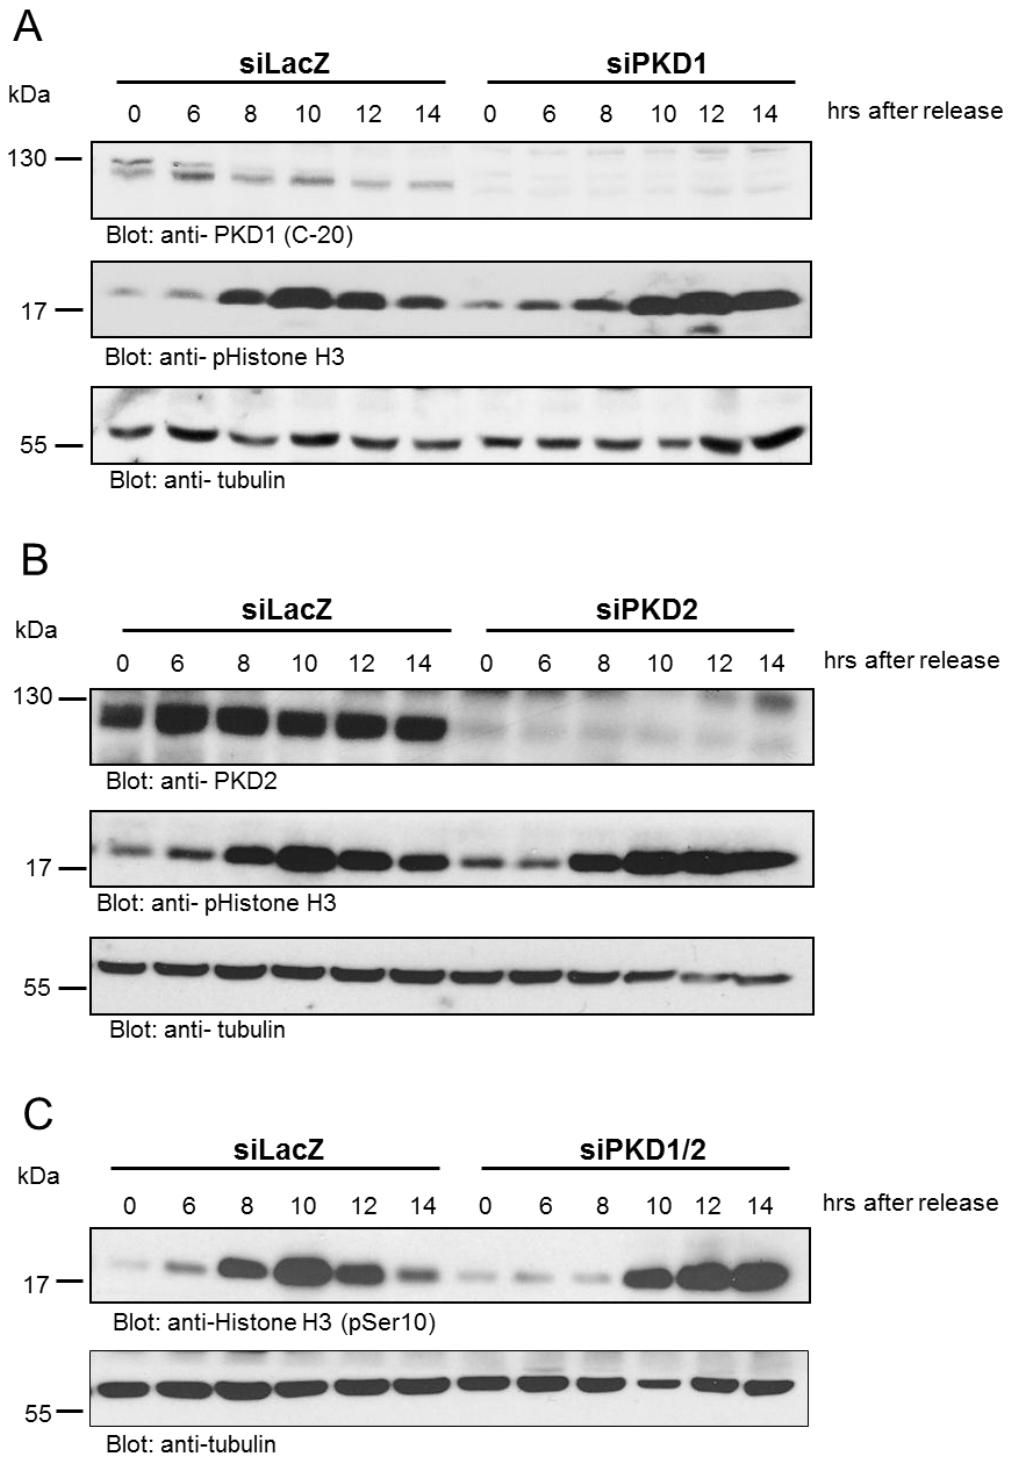 A
siLacZ siPKD1
kDa
0 6 8 10 12 14 0 6 8 10 12 14 hrs after release
130
Blot: anti- PKD1 (C-20)
17
Blot: anti- pHistone H3
55
Blot: anti- tubulin
B
siLacZ siPKD2
kDa
0 6 8 10 12 14 0 6 8 10 12 14 hrs after release
130
Blot: anti- PKD2
17
Blot: anti- pHistone H3
55
Blot: anti- tubulin
C
siLacZ siPKD1/2
kDa
0 6 8 10 12 14 0 6 8 10 12 14 hrs after release
17
Blot: anti-Histone H3 (pSer10)
55
Blot: anti-tubulin